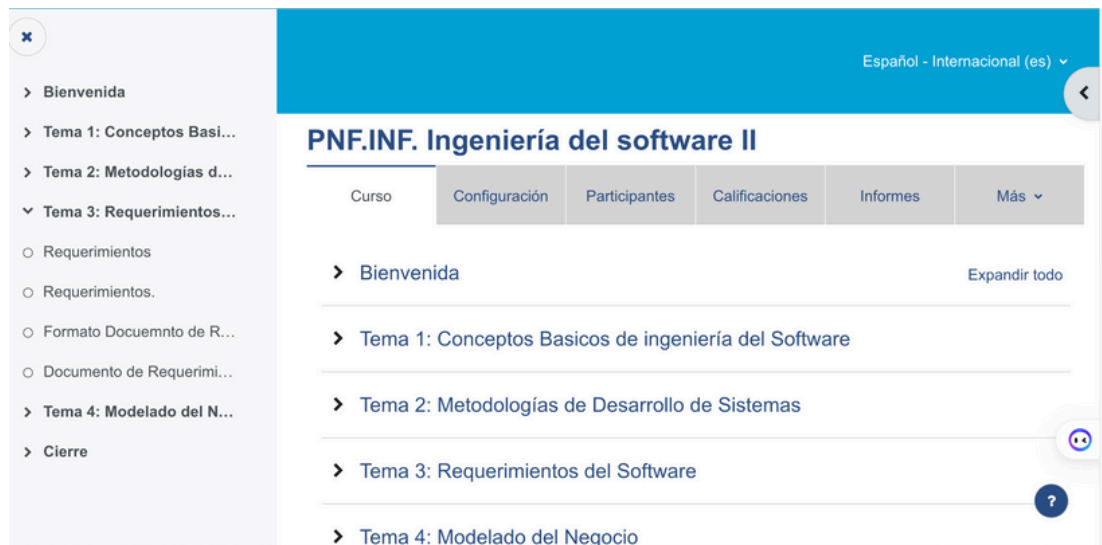 Español - Internacional (es)
Bienvenida
Tema 1: Conceptos Basi...
Tema 2: Metodologías d...
Tema 3: Requerimientos...
Requerimientos
Requerimientos.
Formato Docuemnto de R...
Documento de Requerimi...
Tema 4: Modelado del N...
Cierre
PNF.INF. Ingeniería del software II
Curso Configuración Participantes Calificaciones Informes Más
Bienvenida Expandir todo
Tema 1: Conceptos Basicos de ingeniería del Software
Tema 2: Metodologías de Desarrollo de Sistemas
Tema 3: Requerimientos del Software
Tema 4: Modelado del Negocio
?